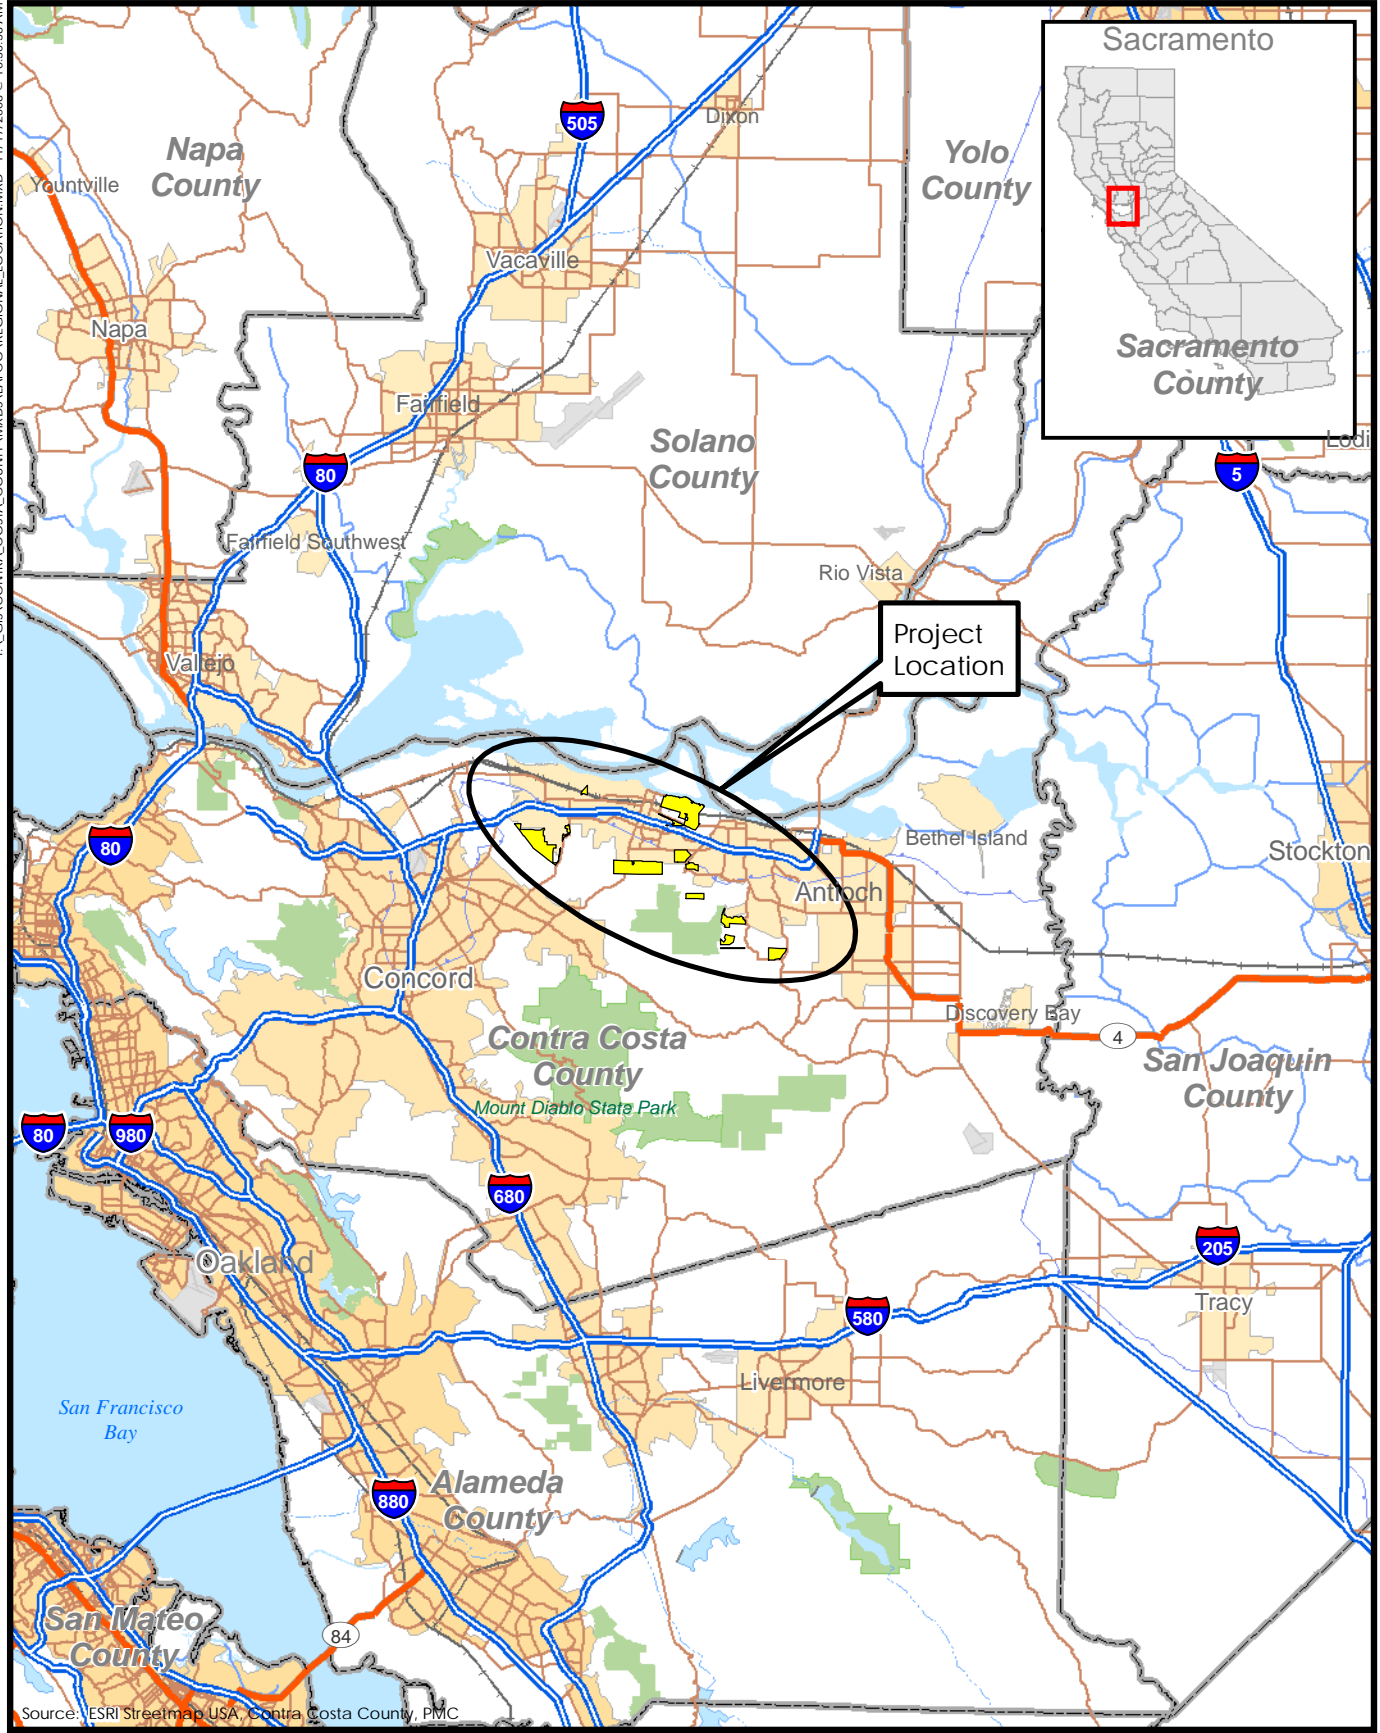 Sacramento
505
Dixon
Napa
County
Yolo
County
Yountville
Vacaville
Napa
Sacramento
County
Fairfield
Solano
County
Lodi
80
5
Fairfield Southwest
Rio Vista
Project
Location
Vallejo
80
Bethel Island
Stockton
Antioch
Concord
Discovery Bay
Contra Costa
County
4
San Joaquin
County
Mount Diablo State Park
80
980
680
205
Oakland
580
Tracy
Livermore
San Francisco
Bay
Alameda
County
880
San Mateo
County
84
Source: ESRI Streetmap USA, Contra Costa County, PMC